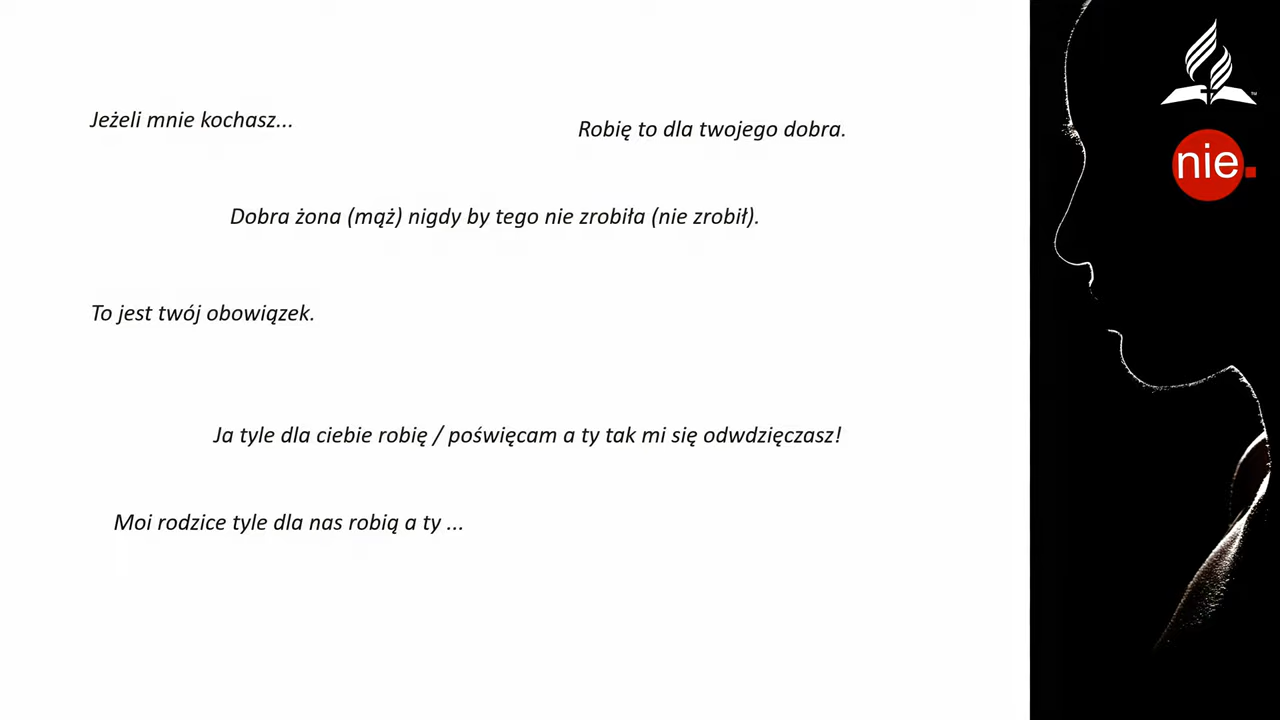 Jeżeli mnie kochasz...
Robię to dla twojego dobra.
Dobra żona (mąż) nigdy by tego nie zrobiła (nie zrobił).
To jest twój obowiązek.
Ja tyle dla ciebie robię / poświęcam a ty tak mi się odwdzięczasz!
Moi rodzice tyle dla nas robią a ty ...
nie.